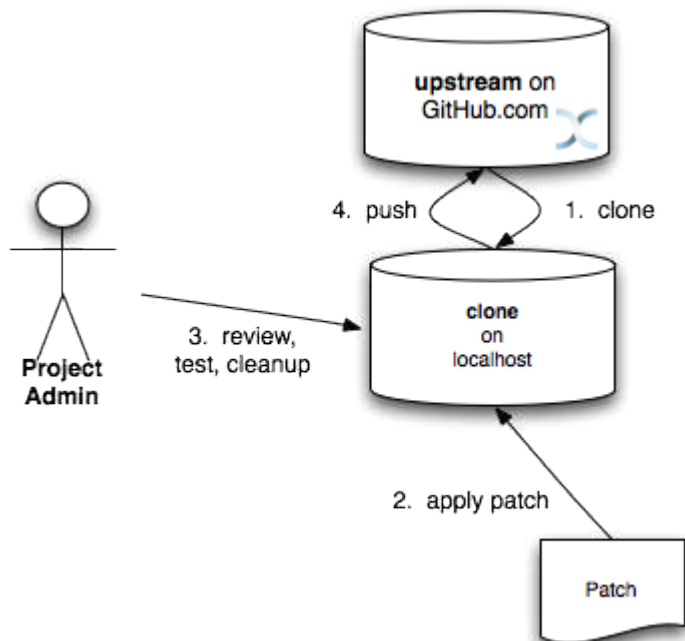 upstream on
GitHub.com
4. push
1. clone
clone
on
localhost
3. review,
test, cleanup
Project
Admin
2. apply patch
Patch